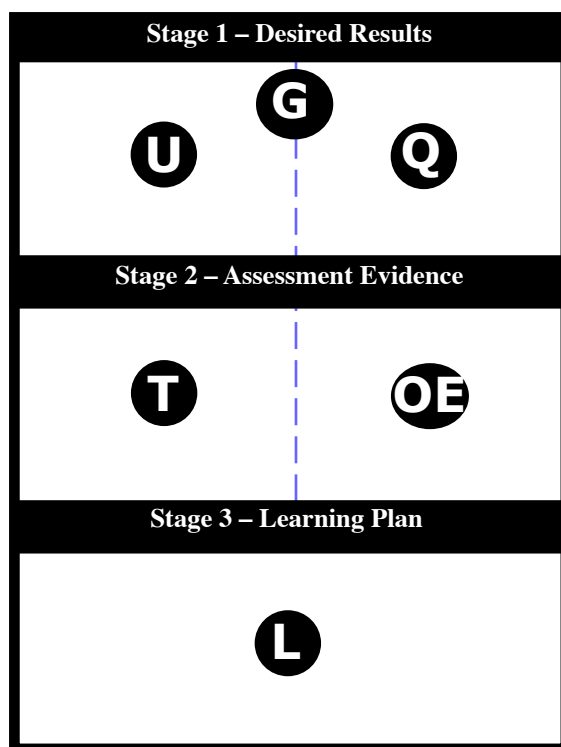 Stage 1 – Desired Results
G
U Q
Stage 2 – Assessment Evidence
T OE
Stage 3 – Learning Plan
L